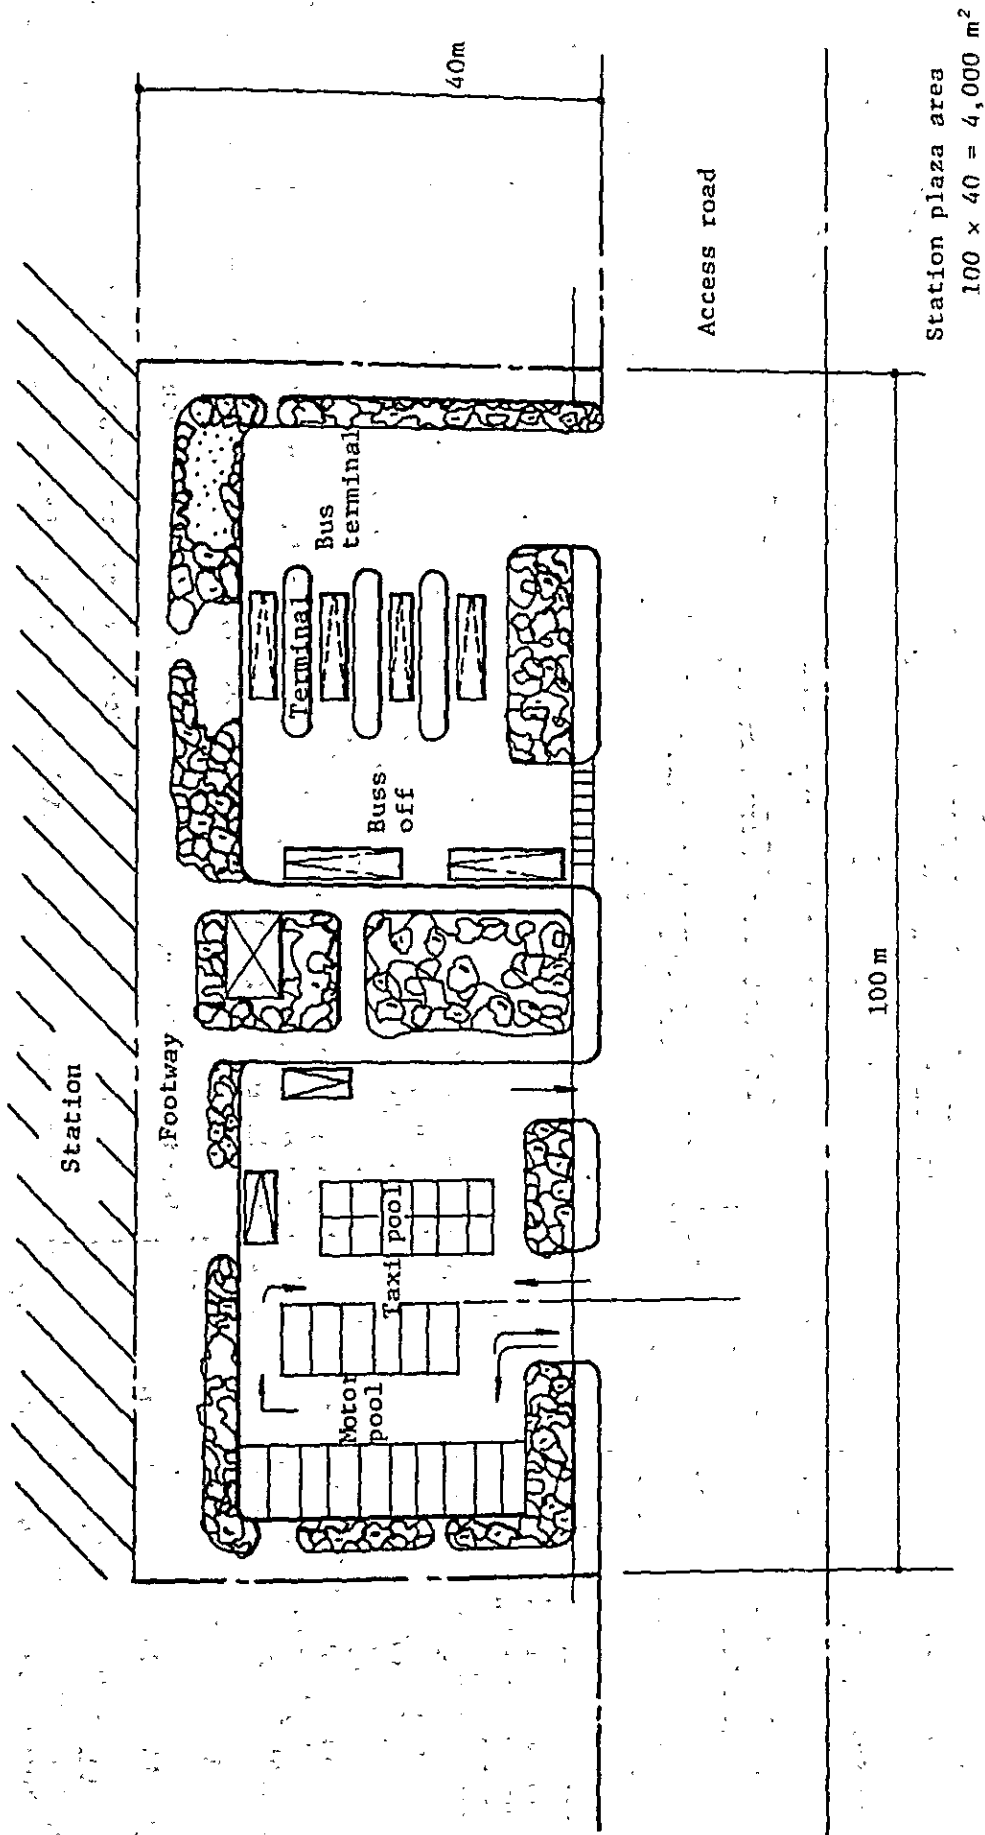 Station
Footway
Motor
pool
Taxi pool
Buss
off
Terminal
Bus
terminal
40m
Access road
100 m
Station plaza area
100 × 40 = 4,000 m²